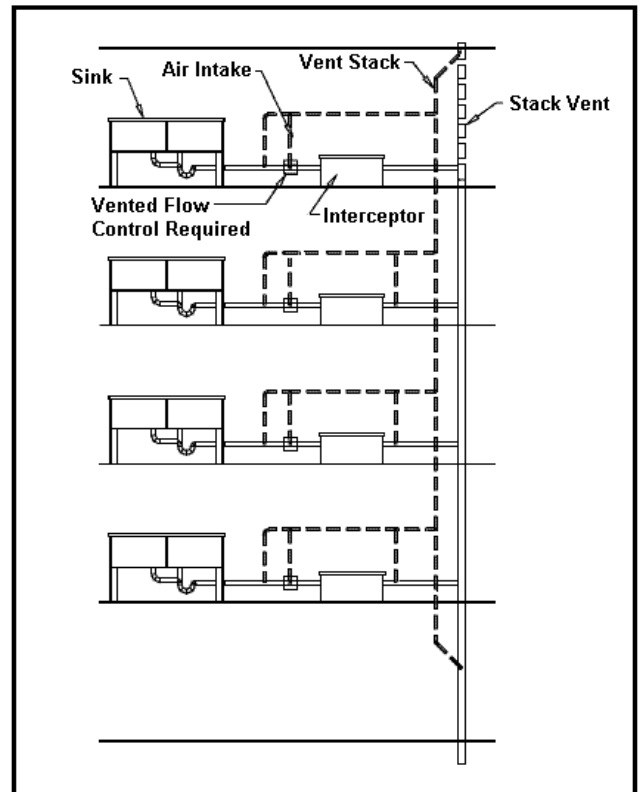 Sink
Air Intake
Vent Stack
Stack Vent
Vented Flow
Control Required
Interceptor